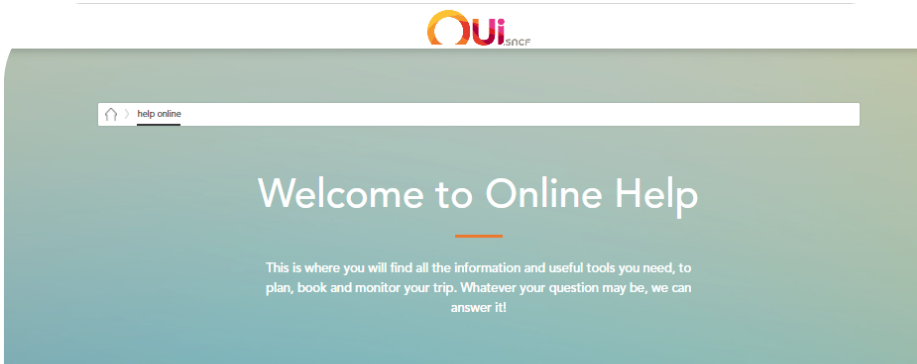 OUi.sncf
help online
Welcome to Online Help
This is where you will find all the information and useful tools you need, to
plan, book and monitor your trip. Whatever your question may be, we can
answer it!